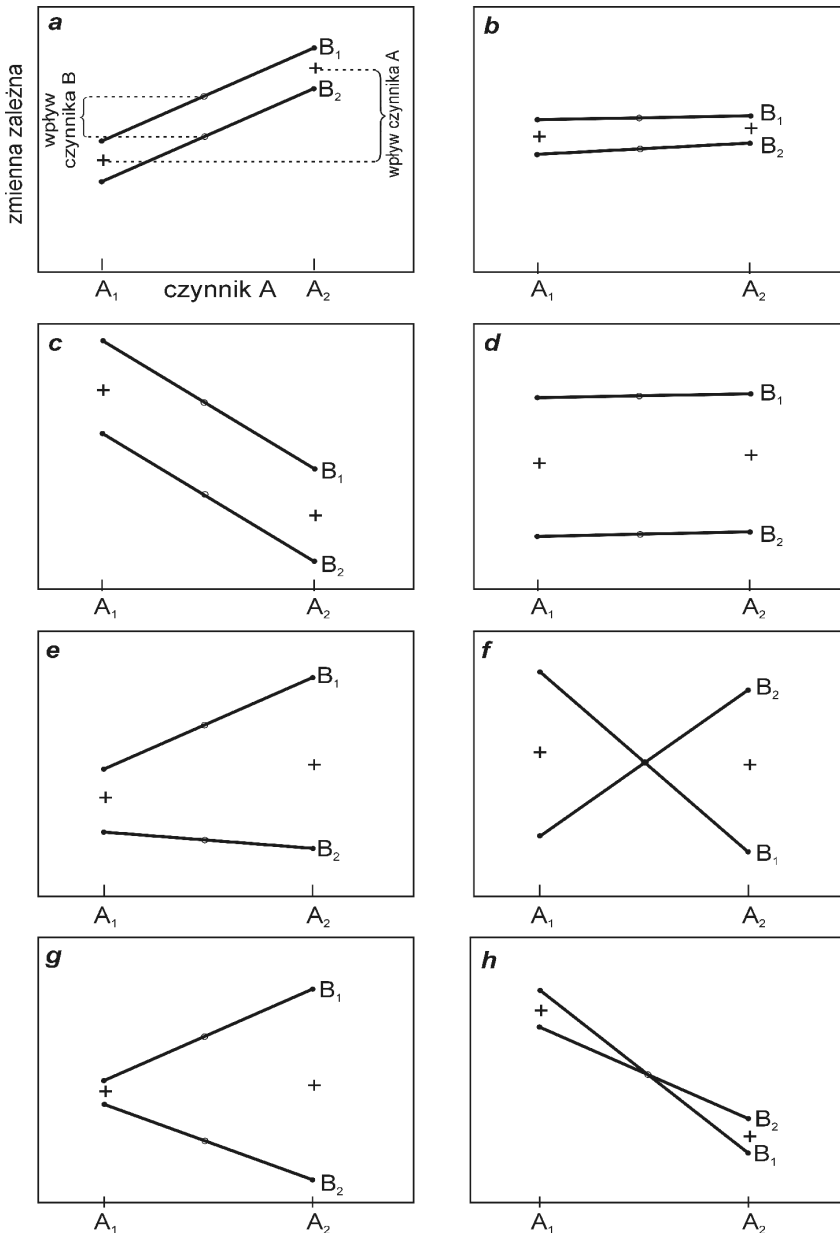 a
B₁
B₂
zmienna zależna
wpływ
czynnika B
wpływ czynnika A
A₁ czynnik A A₂
b
B₁
B₂
A₁ A₂
c
B₁
B₂
A₁ A₂
d
B₁
B₂
A₁ A₂
e
B₁
B₂
A₁ A₂
f
B₂
B₁
A₁ A₂
g
B₁
B₂
A₁ A₂
h
B₂
B₁
A₁ A₂